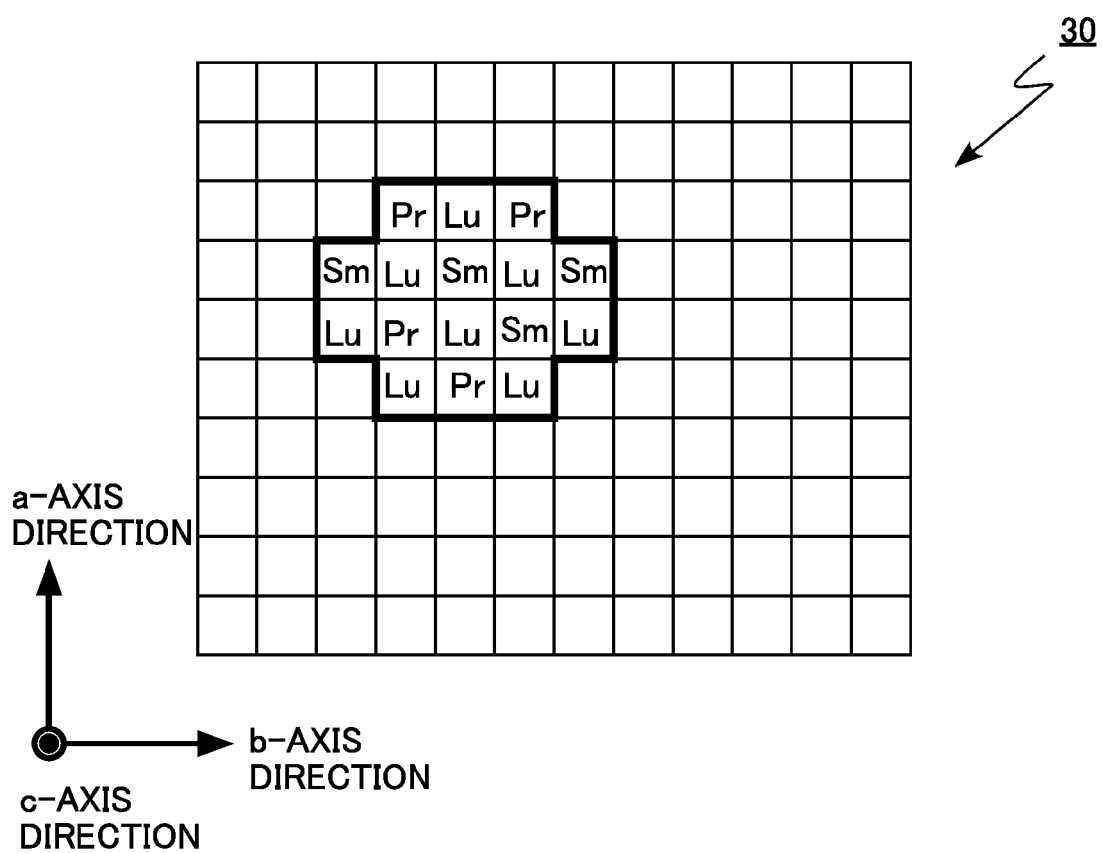 30
Pr Lu Pr
Sm Lu Sm Lu Sm
Lu Pr Lu Sm Lu
Lu Pr Lu
a-AXIS
DIRECTION
b-AXIS
DIRECTION
c-AXIS
DIRECTION